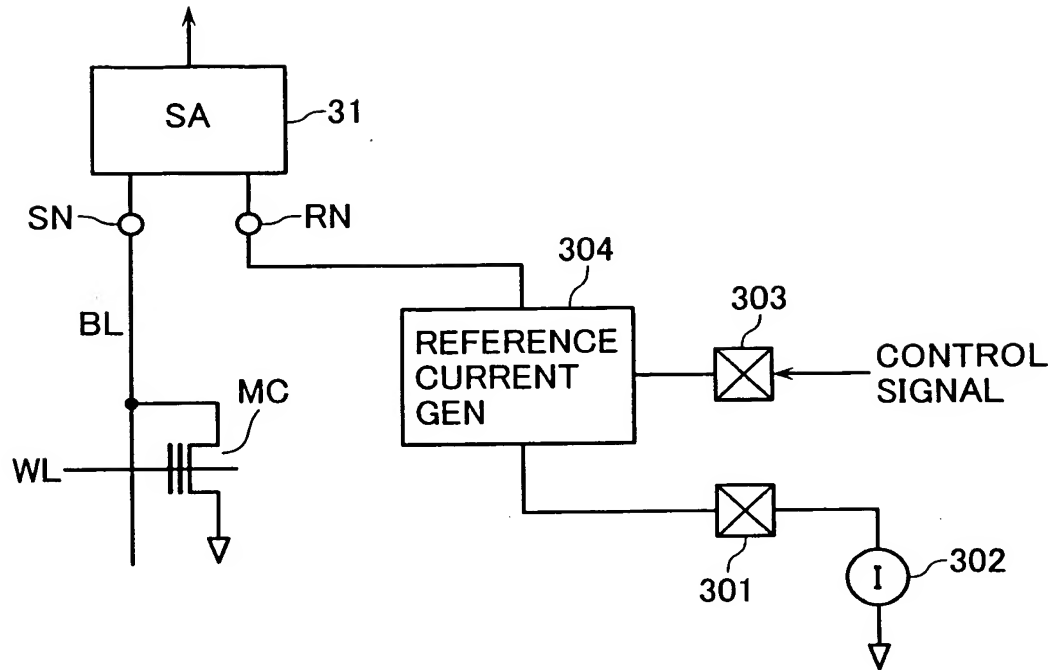 SA
31
SN
RN
304
BL
REFERENCE
CURRENT
GEN
303
CONTROL
SIGNAL
MC
WL
301
I
302